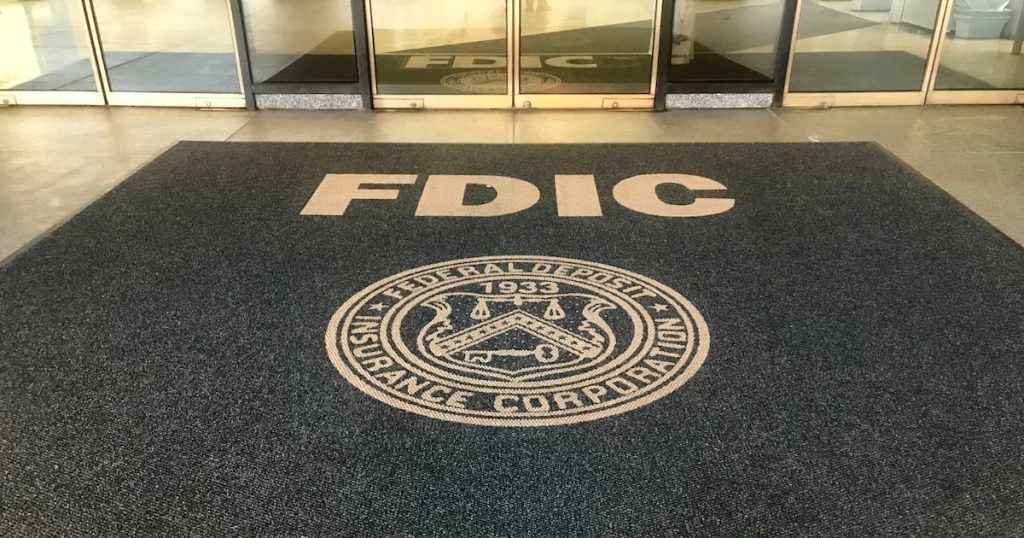 FDIC
FDIC
FEDERAL DEPOSIT
1933
INSURANCE CORPORATION